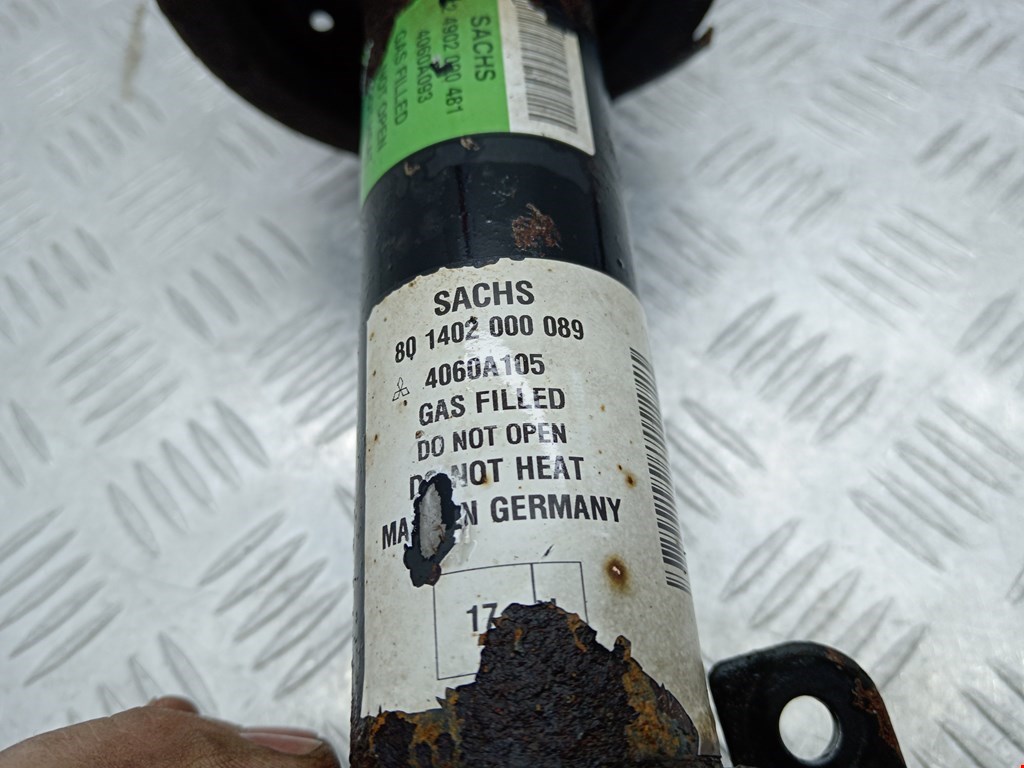 SACHS
4902 000 481
4060A093
GAS FILLED
NOT OPEN
SACHS
80 1402 000 089
4060A105
GAS FILLED
DO NOT OPEN
NOT HEAT
GERMANY
17